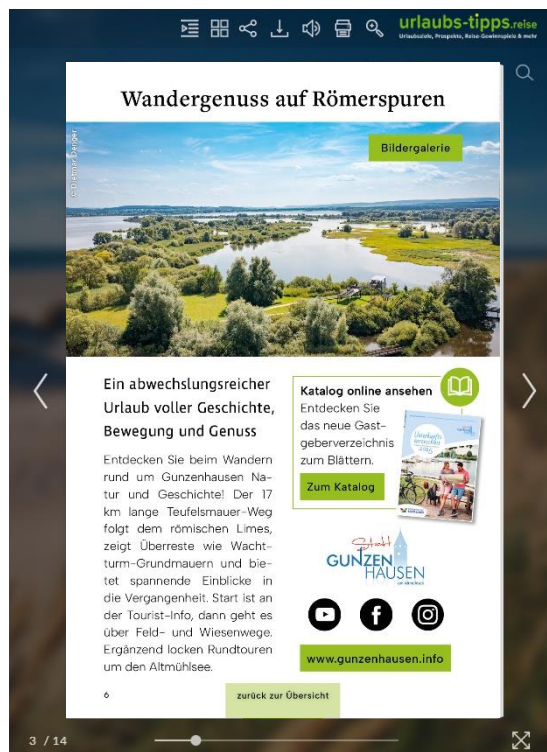 urlaubs-tipps.reise
Urlaubsziele, Prospekte, Reise-Gewinnspiele & mehr
Wandergenuss auf Römerspuren
© Dietmar Denger
Bildergalerie
Ein abwechslungsreicher
Urlaub voller Geschichte,
Bewegung und Genuss
Entdecken Sie beim Wandern
rund um Gunzenhausen Na-
tur und Geschichte! Der 17
km lange Teufelsmauer-Weg
folgt dem römischen Limes,
zeigt Überreste wie Wacht-
turm-Grundmauern und bie-
tet spannende Einblicke in
die Vergangenheit. Start ist an
der Tourist-Info, dann geht es
über Feld- und Wiesenwege.
Ergänzend locken Rundtouren
um den Altmühlsee.
Katalog online ansehen
Entdecken Sie
das neue Gast-
geberverzeichnis
zum Blättern.
Zum Katalog
Stadt
GUNZEN
HAUSEN
www.gunzenhausen.info
6
zurück zur Übersicht
3 / 14